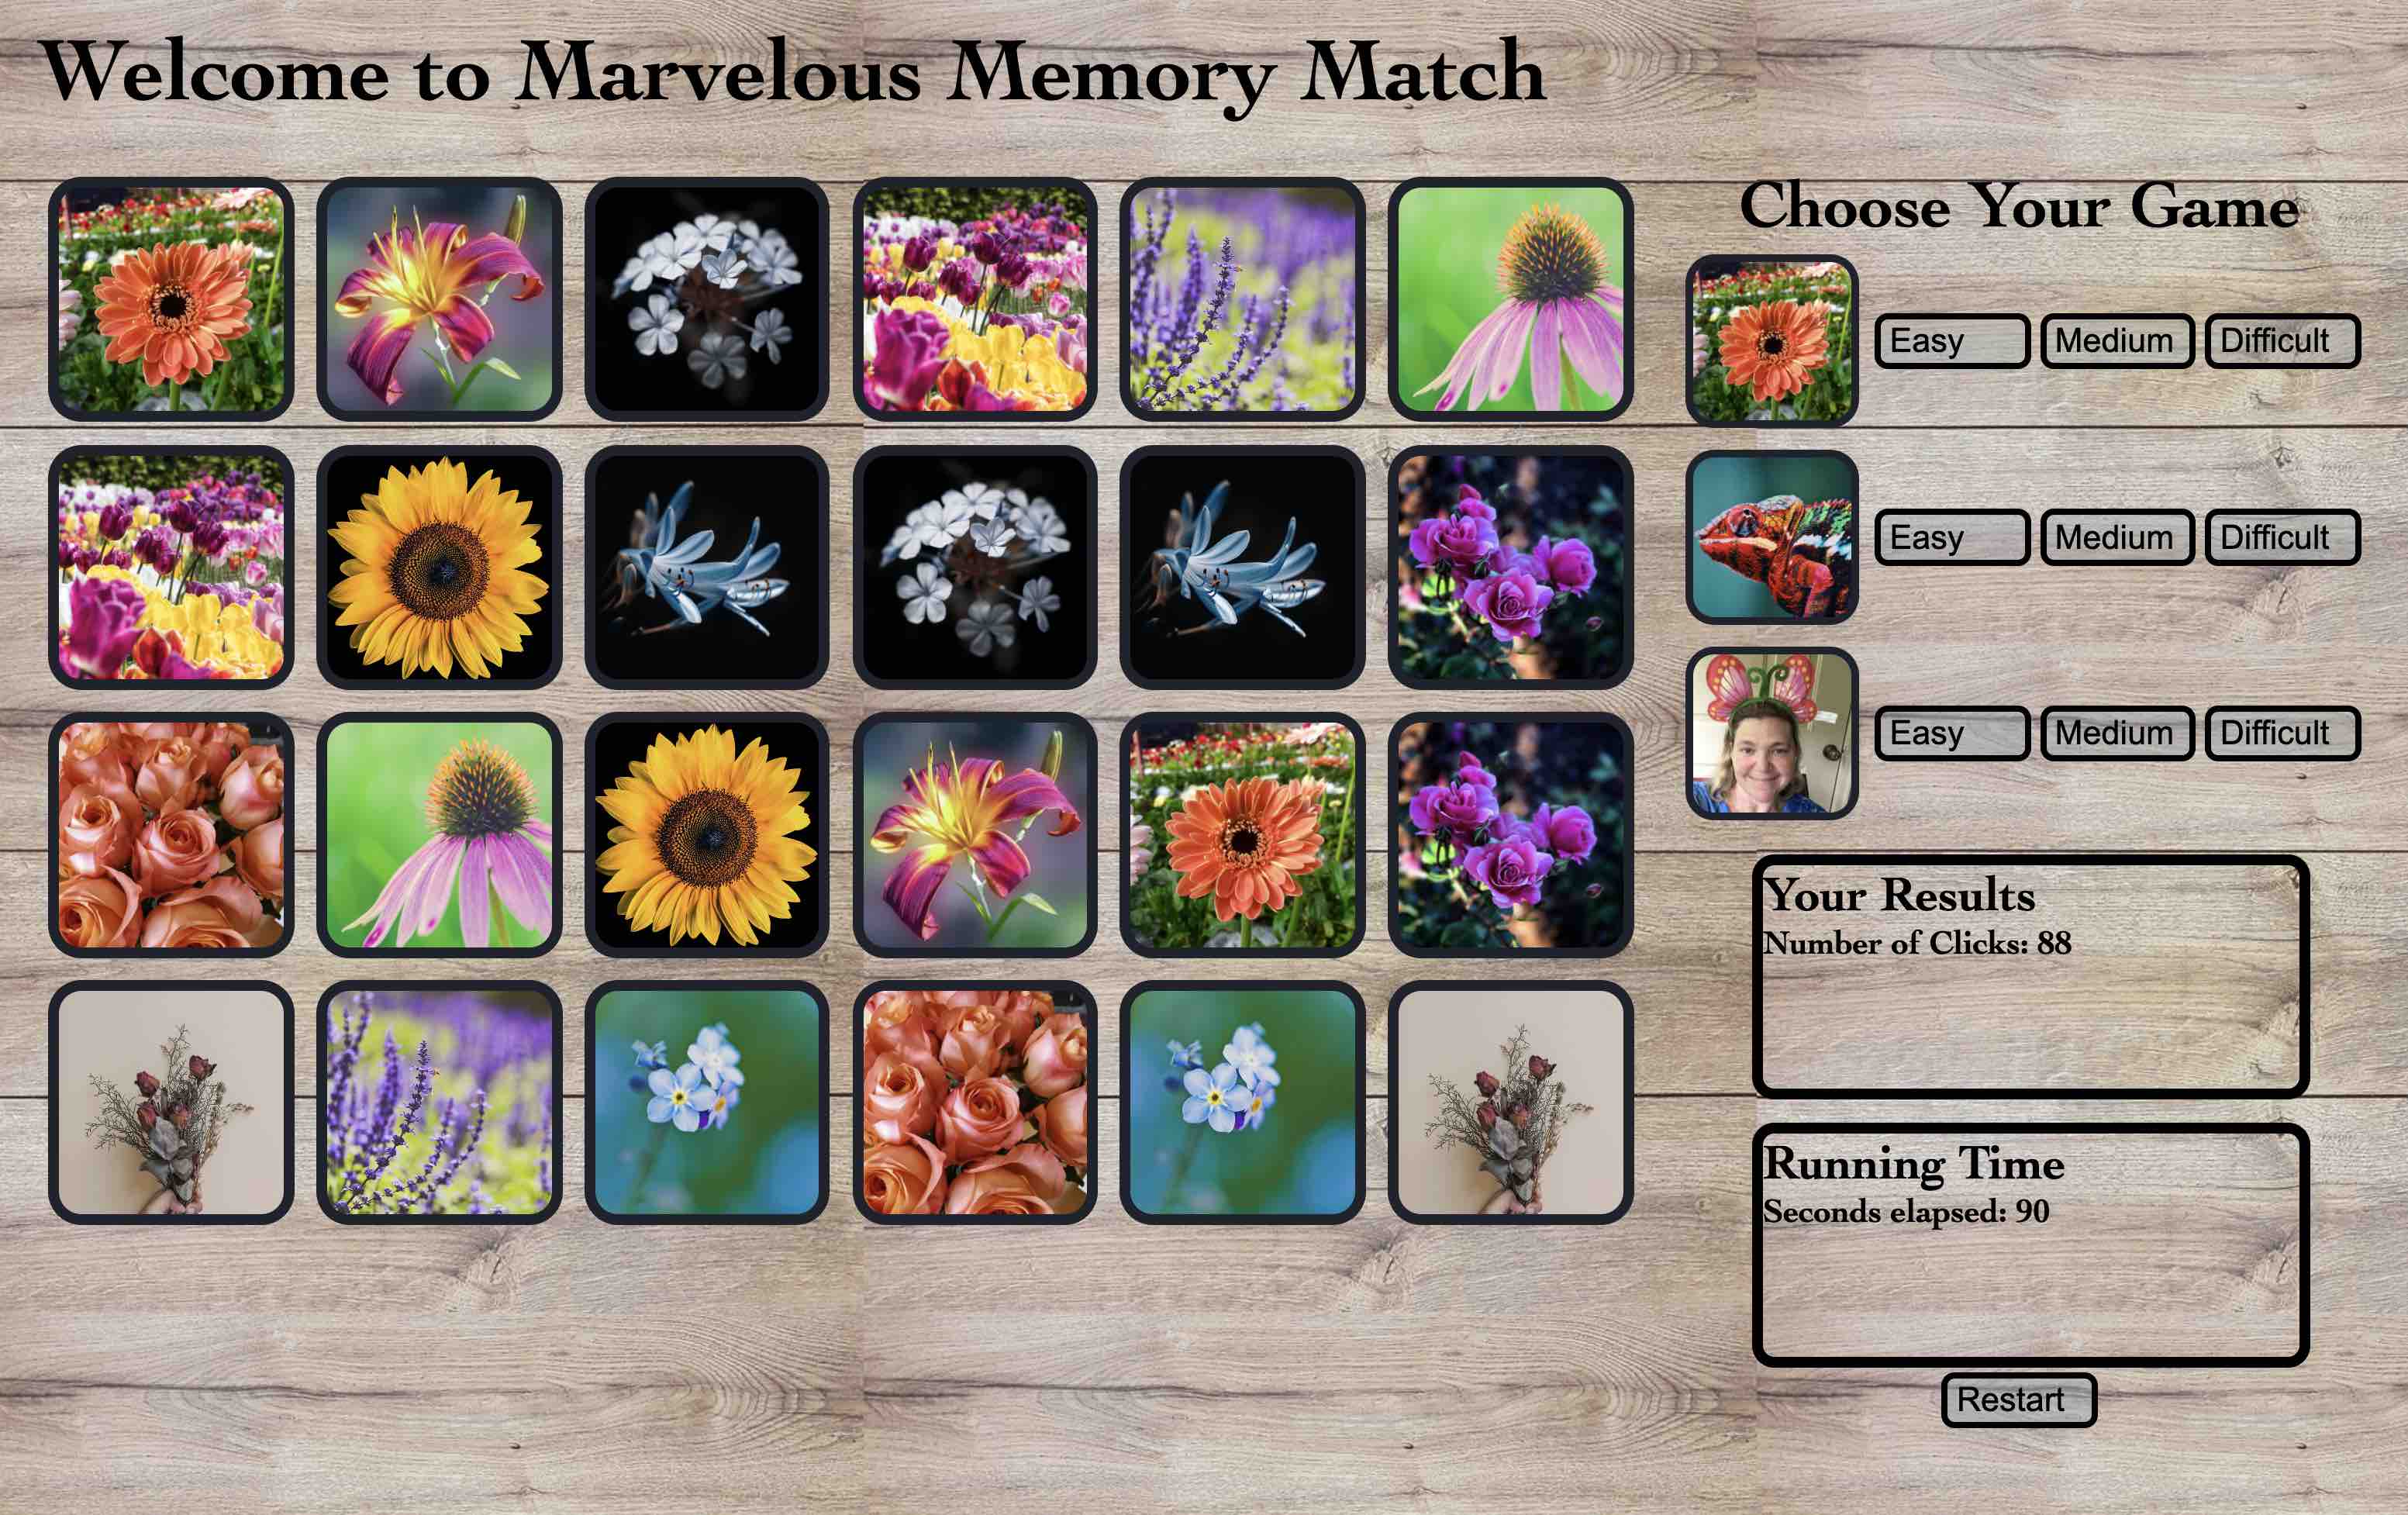 Welcome to Marvelous Memory Match
Choose Your Game
Easy Medium Difficult
Easy Medium Difficult
Easy Medium Difficult
Your Results
Number of Clicks: 88
Running Time
Seconds elapsed: 90
Restart